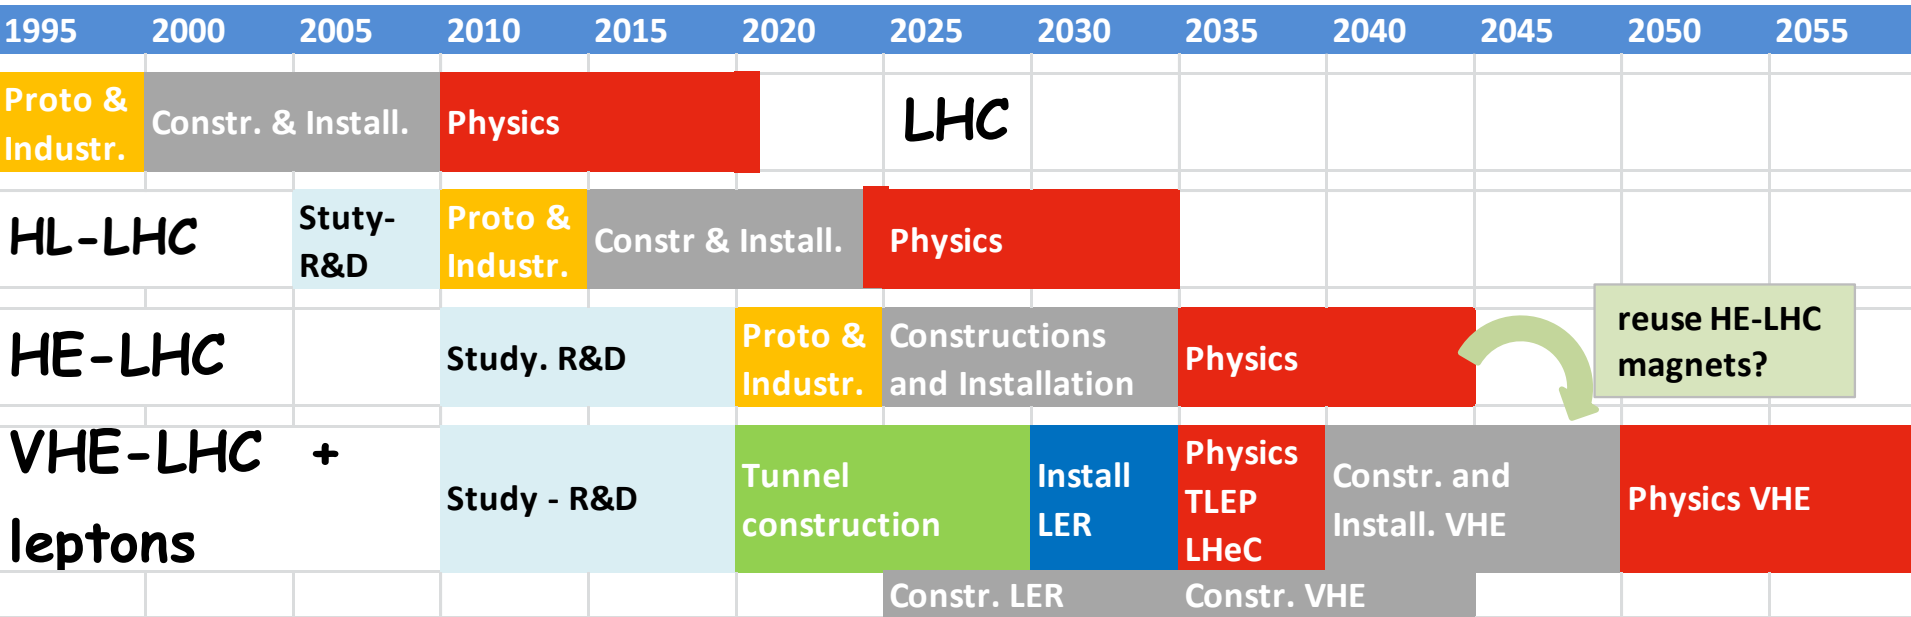 1995 2000 2005 2010 2015 2020 2025 2030 2035 2040 2045 2050 2055
Proto &
Industr.
Constr. & Install.
Physics
LHC
HL-LHC
Stuty-
R&D
Proto &
Industr.
Constr & Install.
Physics
HE-LHC
Study. R&D
Proto &
Industr.
Constructions
and Installation
Physics
reuse HE-LHC
magnets?
VHE-LHC +
leptons
Study - R&D
Tunnel
construction
Install
LER
Physics
TLEP
LHeC
Constr. and
Install. VHE
Physics VHE
Constr. LER
Constr. VHE